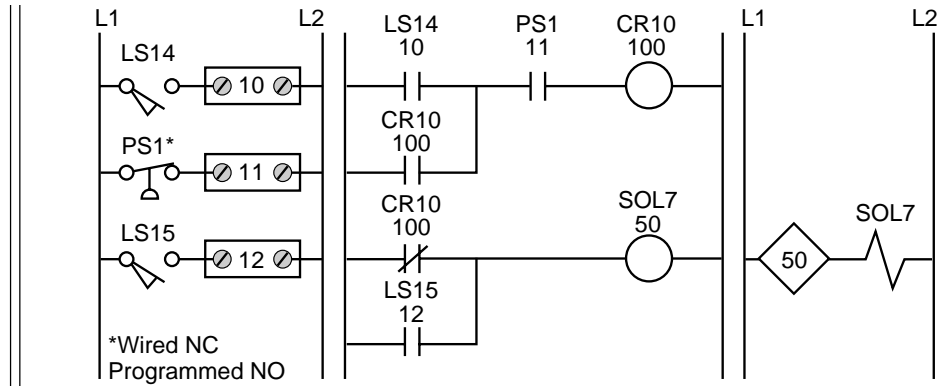 L1
L2
LS14
10
PS1
11
CR10
100
L1
L2
LS14
10
PS1*
11
LS15
12
CR10
100
CR10
100
LS15
12
SOL7
50
50
SOL7
*Wired NC
Programmed NO